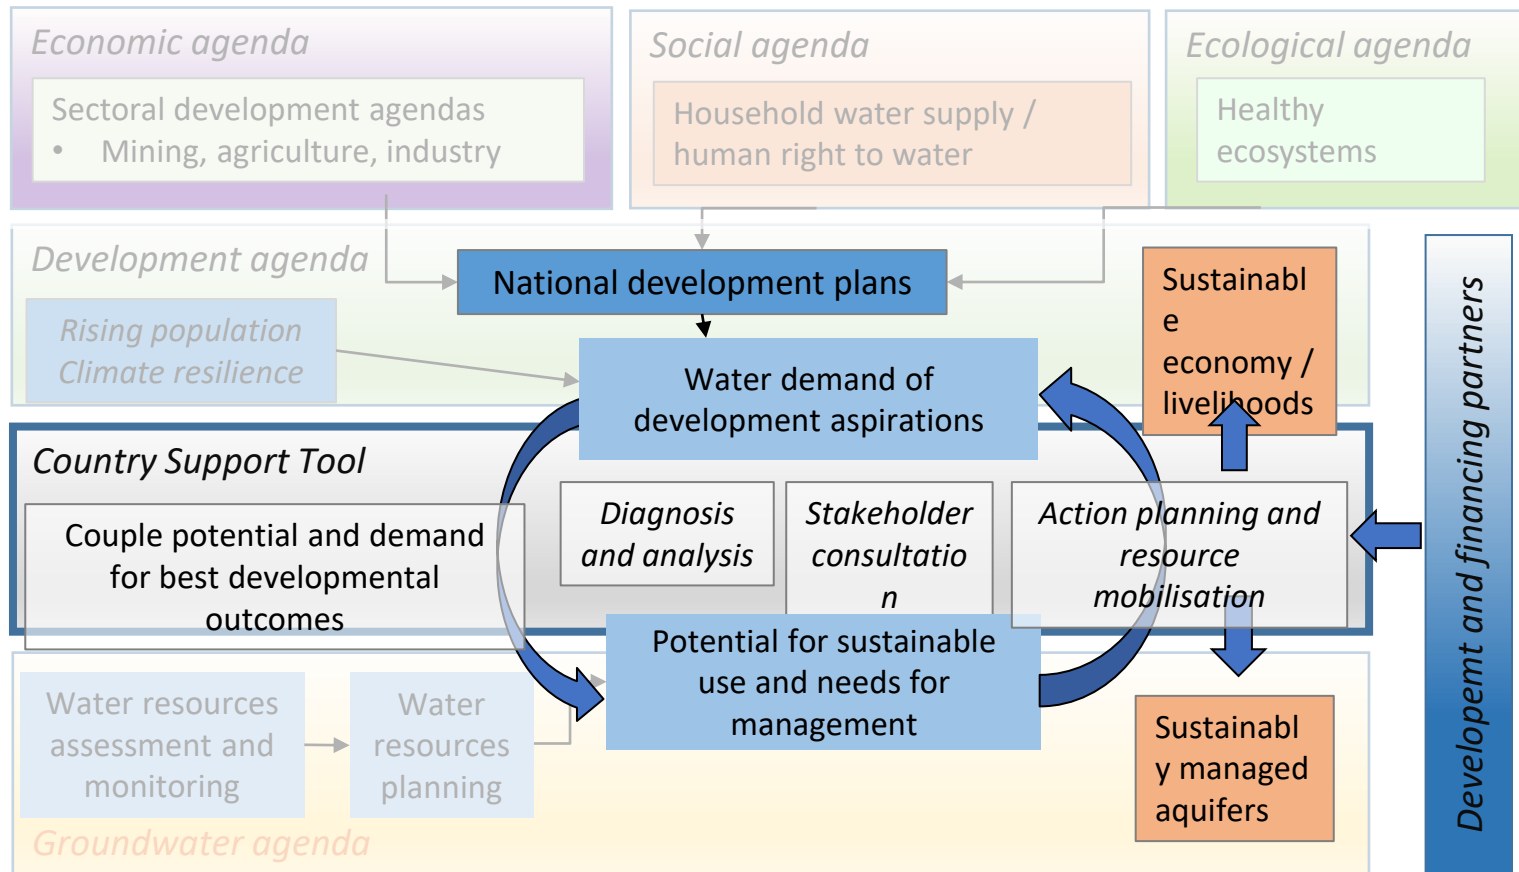 Economic agenda
Sectoral development agendas
• Mining, agriculture, industry
Social agenda
Household water supply /
human right to water
Ecological agenda
Healthy
ecosystems
Development agenda
National development plans
Rising population
Climate resilience
Water demand of
development aspirations
Sustainabl
e
economy /
livelihoods
Country Support Tool
Couple potential and demand
for best developmental
outcomes
Diagnosis
and analysis
Stakeholder
consultatio
n
Action planning and
resource
mobilisation
Potential for sustainable
use and needs for
management
Water resources
assessment and
monitoring
Water
resources
planning
Sustainabl
y managed
aquifers
Groundwater agenda
Developemt and financing partners